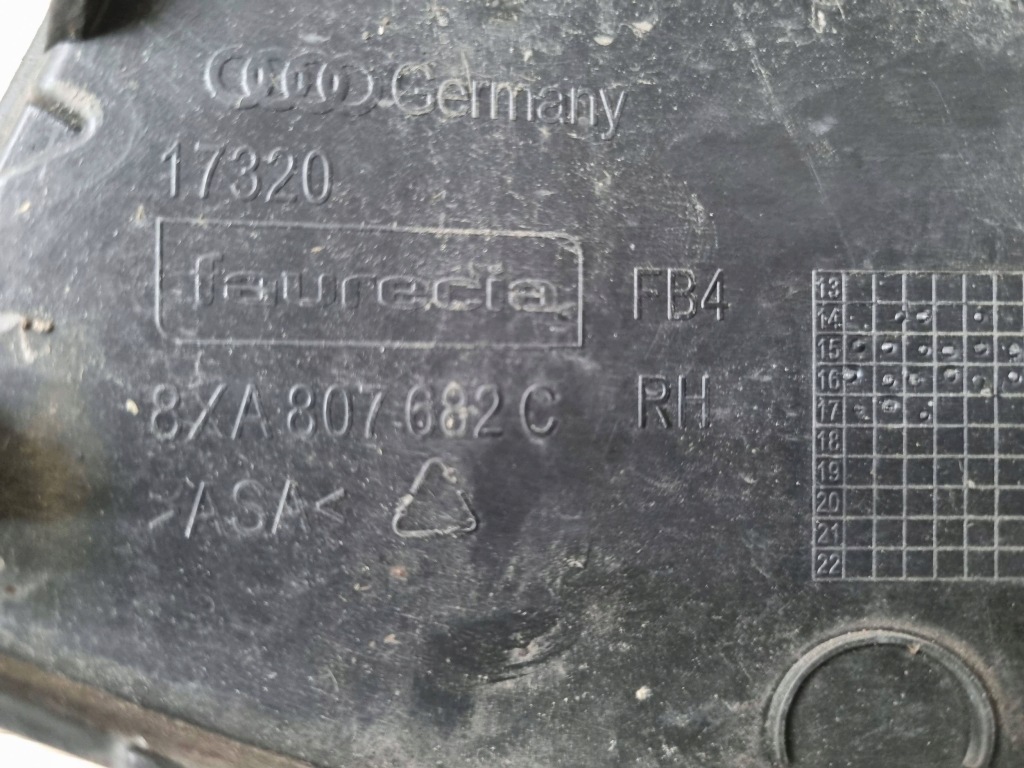 Germany
17320
faurecia
FB4
8XA 807 682 C
RH
>ASA<
13
14
15
16
17
18
19
20
21
22